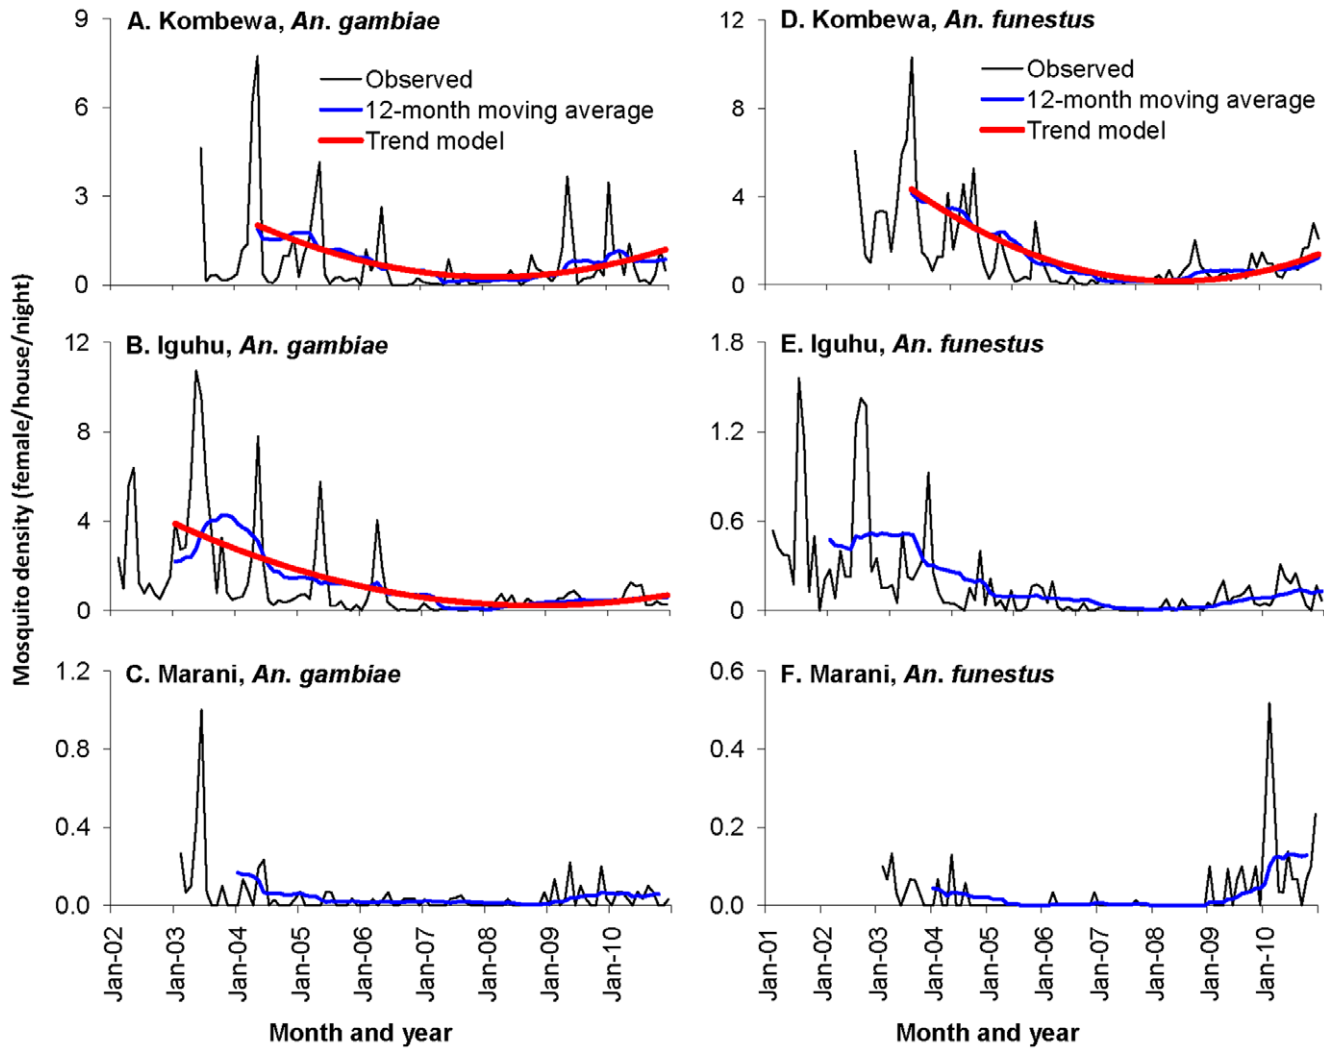 A. Kombewa, An. gambiae
9
6
3
0
Observed
12-month moving average
Trend model
D. Kombewa, An. funestus
12
8
4
0
Observed
12-month moving average
Trend model
B. Iguhu, An. gambiae
12
8
4
0
E. Iguhu, An. funestus
1.8
1.2
0.6
0
C. Marani, An. gambiae
1.2
0.8
0.4
0.0
F. Marani, An. funestus
0.6
0.4
0.2
0.0
Mosquito density (female/house/night)
Jan-02
Jan-03
Jan-04
Jan-05
Jan-06
Jan-07
Jan-08
Jan-09
Jan-10
Month and year
Jan-01
Jan-02
Jan-03
Jan-04
Jan-05
Jan-06
Jan-07
Jan-08
Jan-09
Jan-10
Month and year